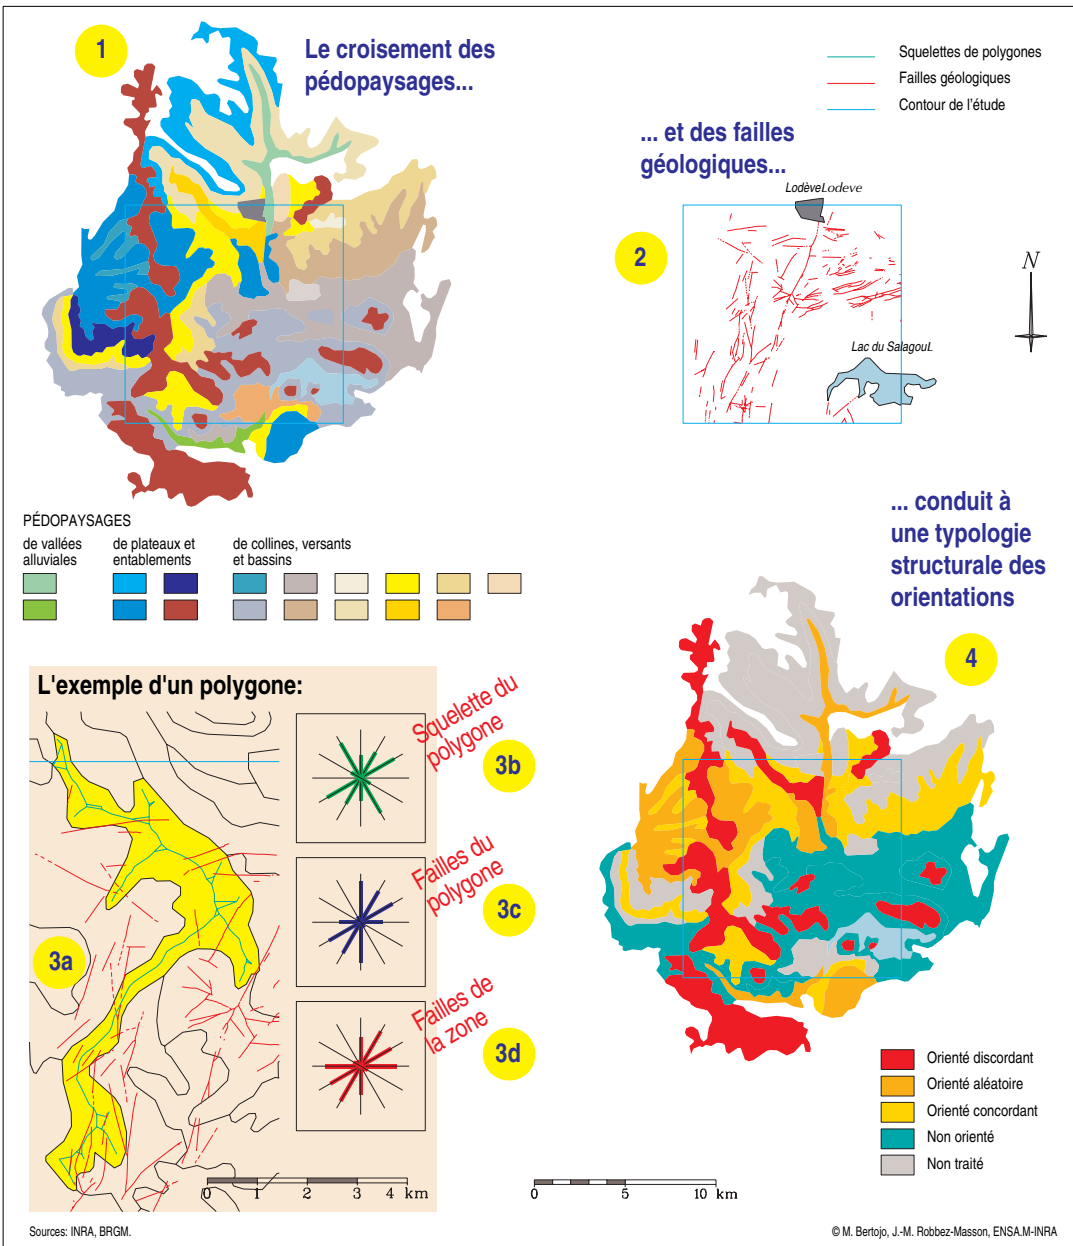 1
Le croisement des
pédopaysages...
Squelettes de polygones
Failles géologiques
Contour de l'étude
... et des failles
géologiques...
LodèveLodeve
2
N
Lac du SalagouL
PÉDOPAYSAGES
de vallées
alluviales
de plateaux et
entablements
de collines, versants
et bassins
... conduit à
une typologie
structurale des
orientations
4
L'exemple d'un polygone:
Squelette du
polygone
3b
Failles du
polygone
3c
3a
Failles de
la zone
3d
0 1 2 3 4 km
0 5 10 km
Orienté discordant
Orienté aléatoire
Orienté concordant
Non orienté
Non traité
Sources: INRA, BRGM.
© M. Bertojo, J.-M. Robbez-Masson, ENSA.M-INRA